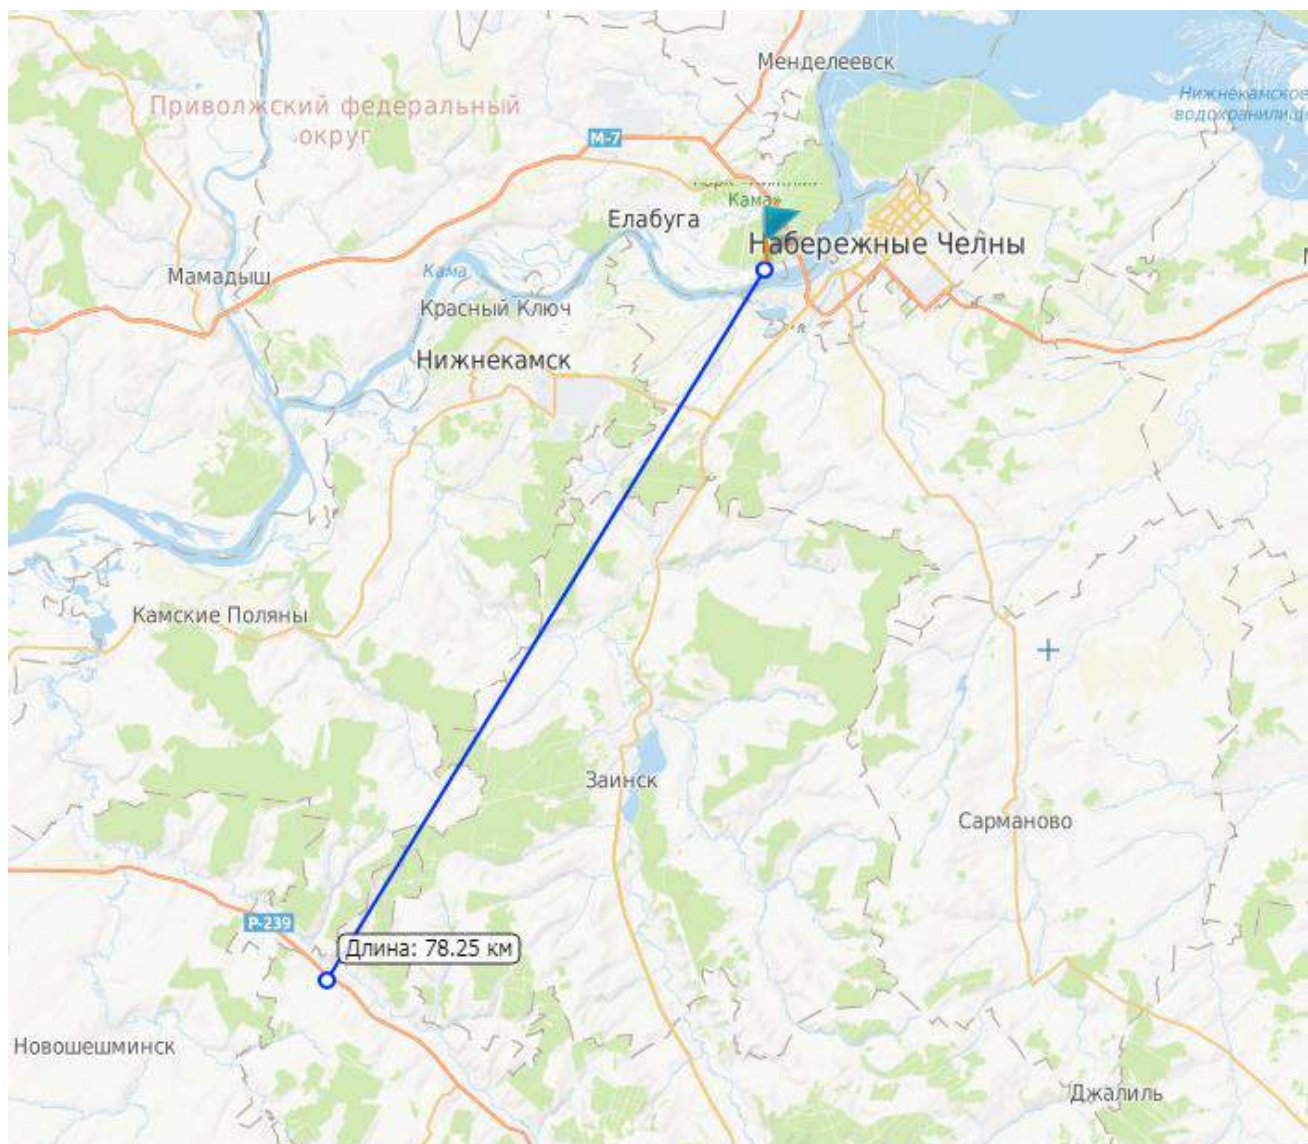 Менделеевск
Нижнекамское
водохранилище
Приволжский федеральный
округ
М-7
Кама»
Елабуга
Набережные Челны
Кама
Мамадыш
Красный Ключ
Нижнекамск
Камские Поляны
Заинск
Сарманово
Р-239
Длина: 78.25 км
Новошешминск
Джалиль